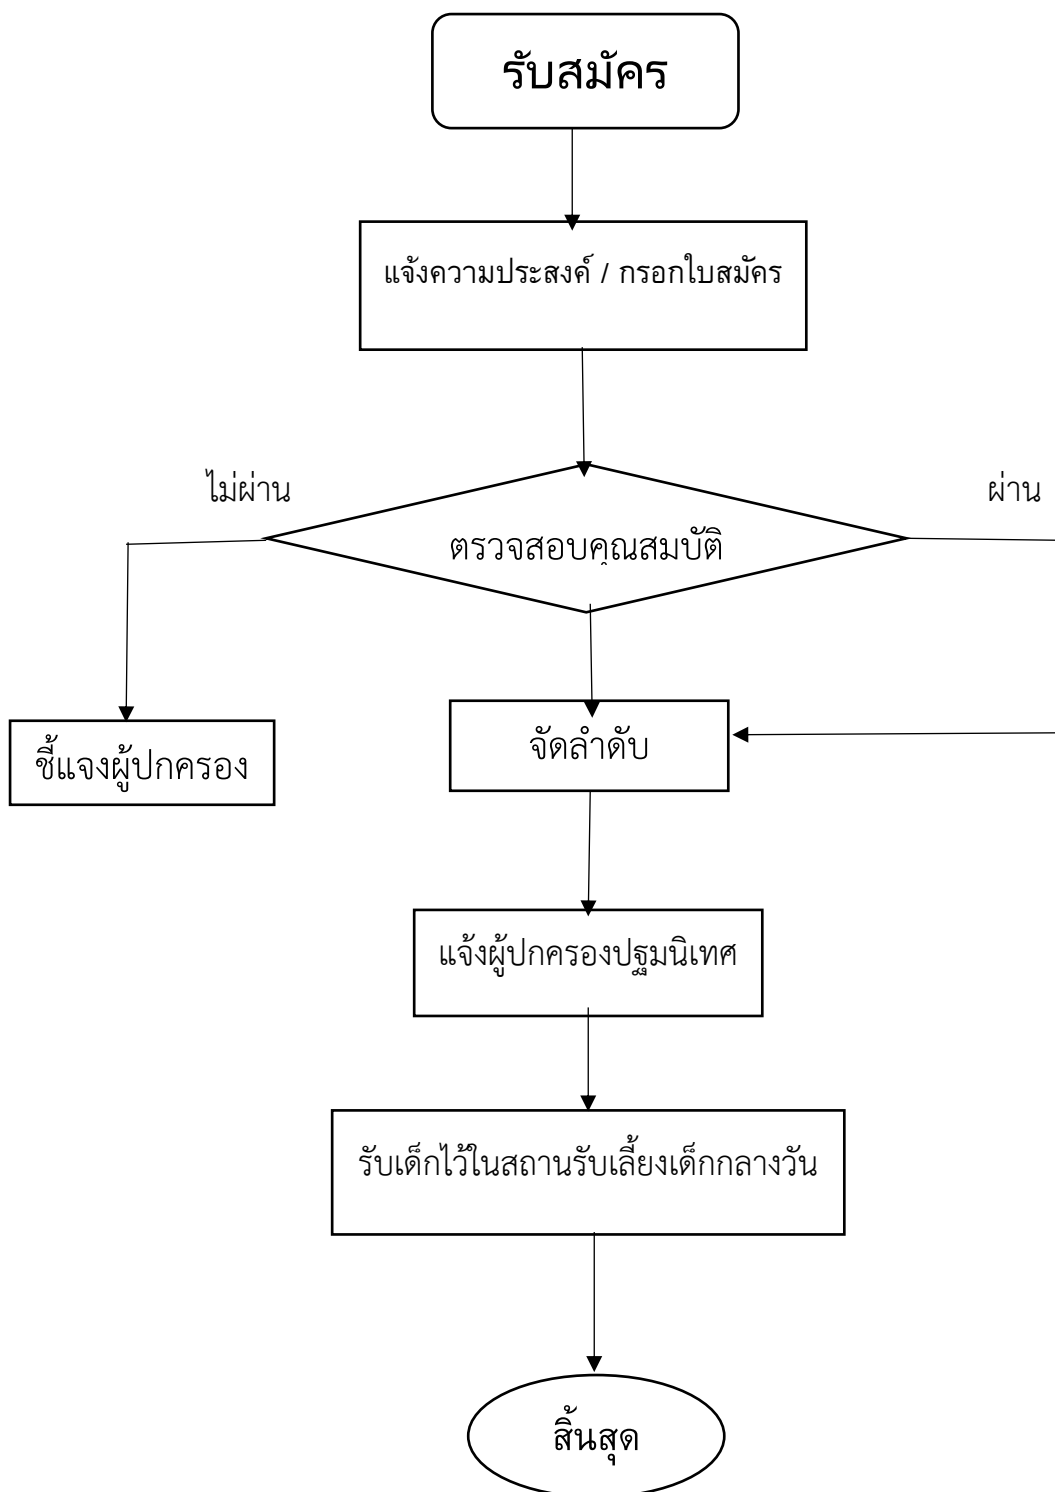 รับสมัคร
แจ้งความประสงค์ / กรอกใบสมัคร
ไม่ผ่าน
ผ่าน
ตรวจสอบคุณสมบัติ
จัดลำดับ
ชี้แจงผู้ปกครอง
แจ้งผู้ปกครองปฐมนิเทศ
รับเด็กไว้ในสถานรับเลี้ยงเด็กกลางวัน
สิ้นสุด